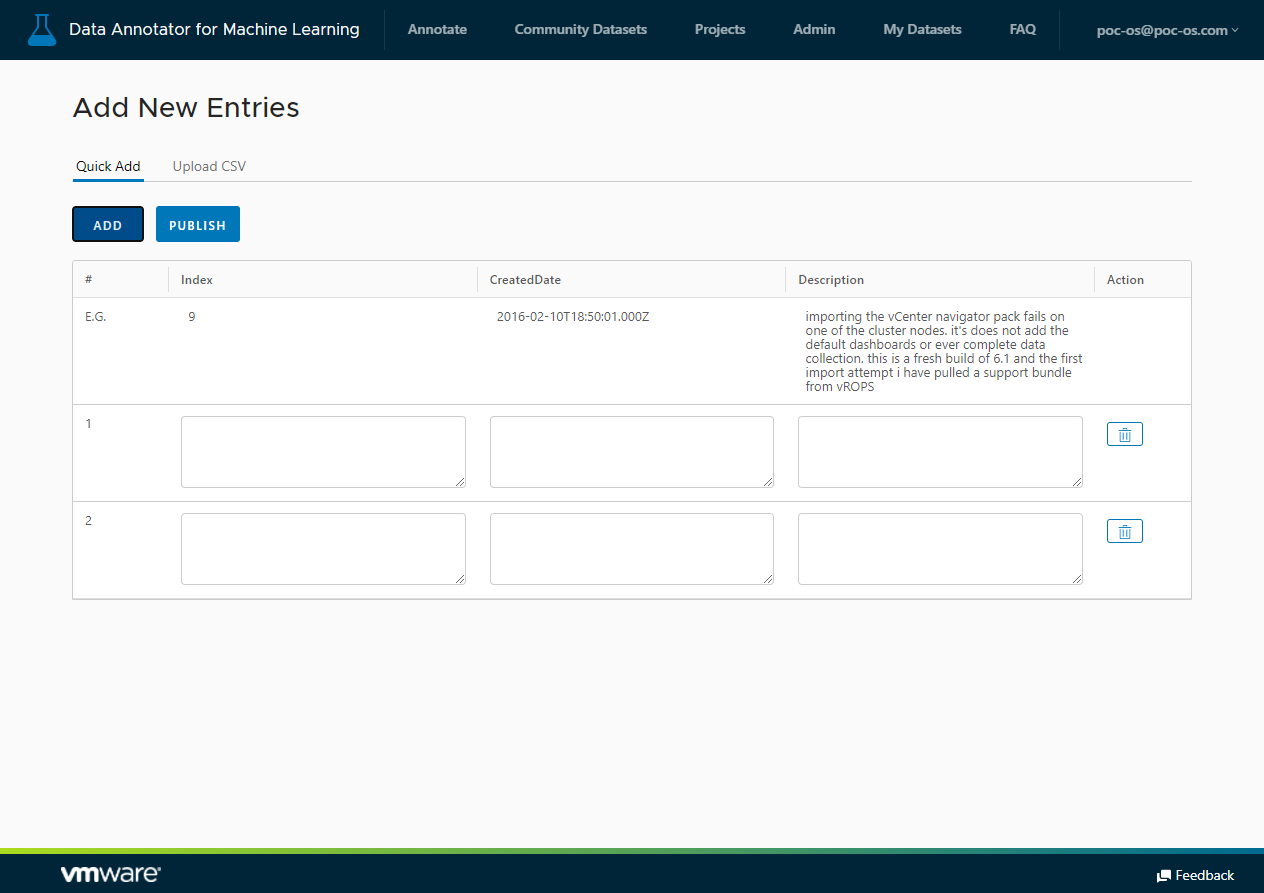 Data Annotator for Machine Learning Annotate Community Datasets Projects Admin My Datasets FAQ poc-os@poc-os.com
Add New Entries
Quick Add Upload CSV
ADD PUBLISH
# Index CreatedDate Description Action
E.G. 9 2016-02-10T18:50:01.000Z importing the vCenter navigator pack fails on
one of the cluster nodes. it's does not add the
default dashboards or ever complete data
collection. this is a fresh build of 6.1 and the first
import attempt i have pulled a support bundle
from vROPS
1
2
vmware Feedback